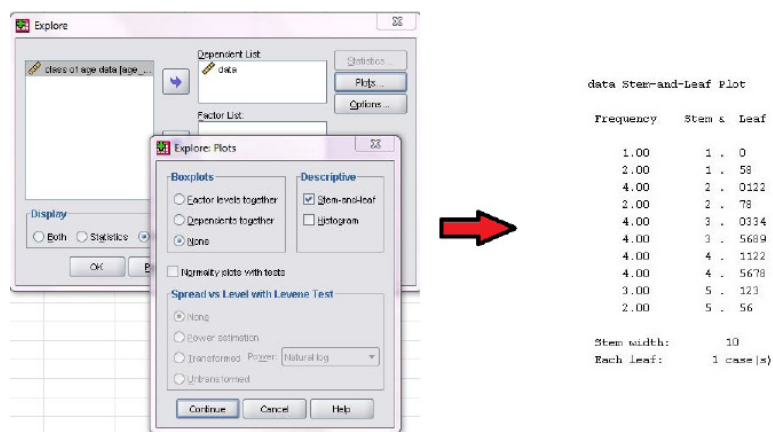 Explore
class of age data [age_...
Dependent List:
data
Factor List:
Statistics...
Plots...
Options...
Display
Both
Statistics
OK
Explore: Plots
Boxplots
Factor levels together
Dependents together
None
Descriptive
Stem-and-leaf
Histogram
Normality plots with tests
Spread vs Level with Levene Test
None
Power estimation
Transformed Power: Natural log
Untransformed
Continue Cancel Help
data Stem-and-Leaf Plot
Frequency Stem & Leaf
1.00 1 . 0
2.00 1 . 58
4.00 2 . 0122
2.00 2 . 78
4.00 3 . 0334
4.00 3 . 5689
4.00 4 . 1122
4.00 4 . 5678
3.00 5 . 123
2.00 5 . 56
Stem width: 10
Each leaf: 1 case(s)